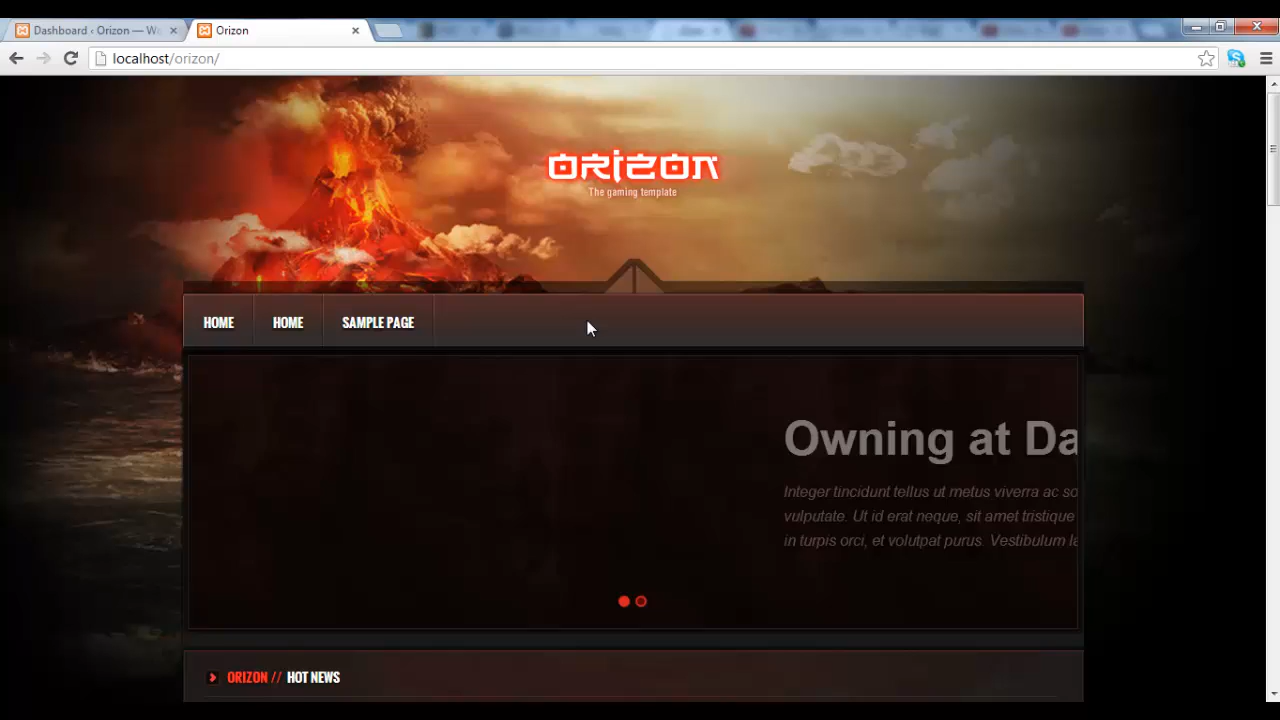 Dashboard ‹ Orizon — W
Orizon
localhost/orizon/
ORIZON
The gaming template
HOME HOME SAMPLE PAGE
Owning at Da
Integer tincidunt tellus ut metus viverra ac so
vulputate. Ut id erat neque, sit amet tristique
in turpis orci, et volutpat purus. Vestibulum la
ORIZON // HOT NEWS